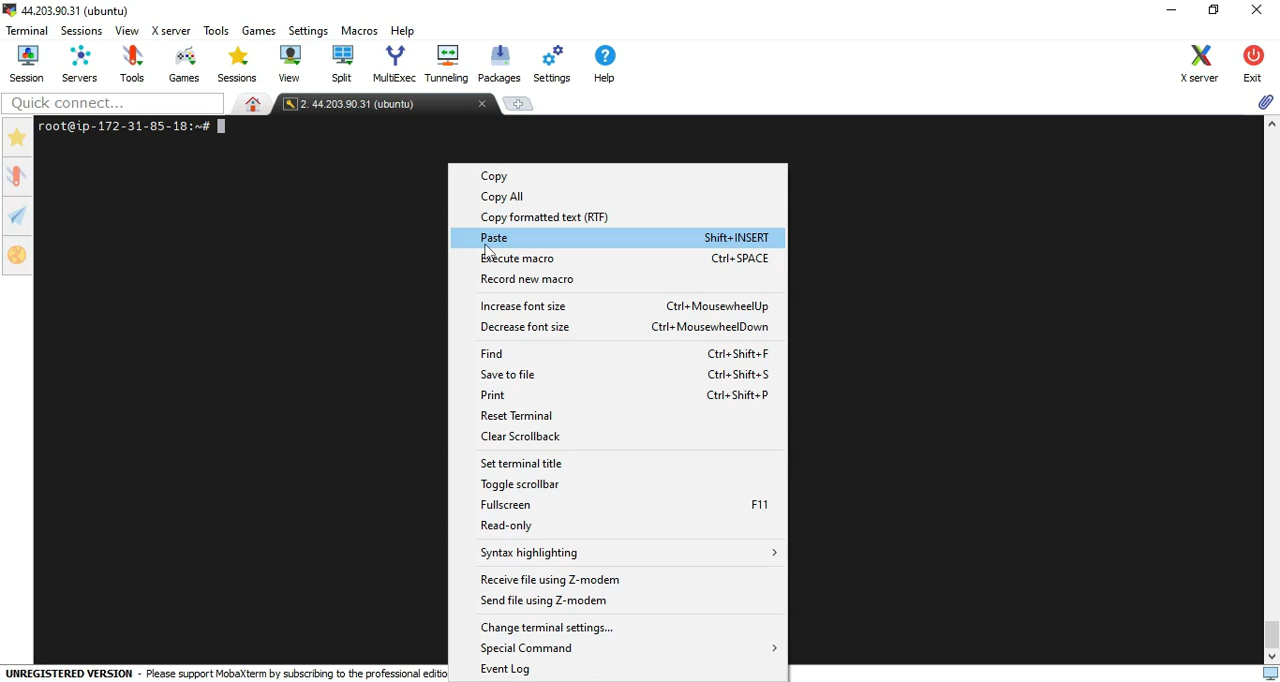 44.203.90.31 (ubuntu)
Terminal Sessions View X server Tools Games Settings Macros Help
Session Servers Tools Games Sessions View Split MultiExec Tunneling Packages Settings Help X server Exit
Quick connect... 2. 44.203.90.31 (ubuntu)
root@ip-172-31-85-18:~#
Copy
Copy All
Copy formatted text (RTF)
Paste Shift+INSERT
Execute macro Ctrl+SPACE
Record new macro
Increase font size Ctrl+MousewheelUp
Decrease font size Ctrl+MousewheelDown
Find Ctrl+Shift+F
Save to file Ctrl+Shift+S
Print Ctrl+Shift+P
Reset Terminal
Clear Scrollback
Set terminal title
Toggle scrollbar
Fullscreen F11
Read-only
Syntax highlighting
Receive file using Z-modem
Send file using Z-modem
Change terminal settings...
Special Command
Event Log
UNREGISTERED VERSION - Please support MobaXterm by subscribing to the professional editio